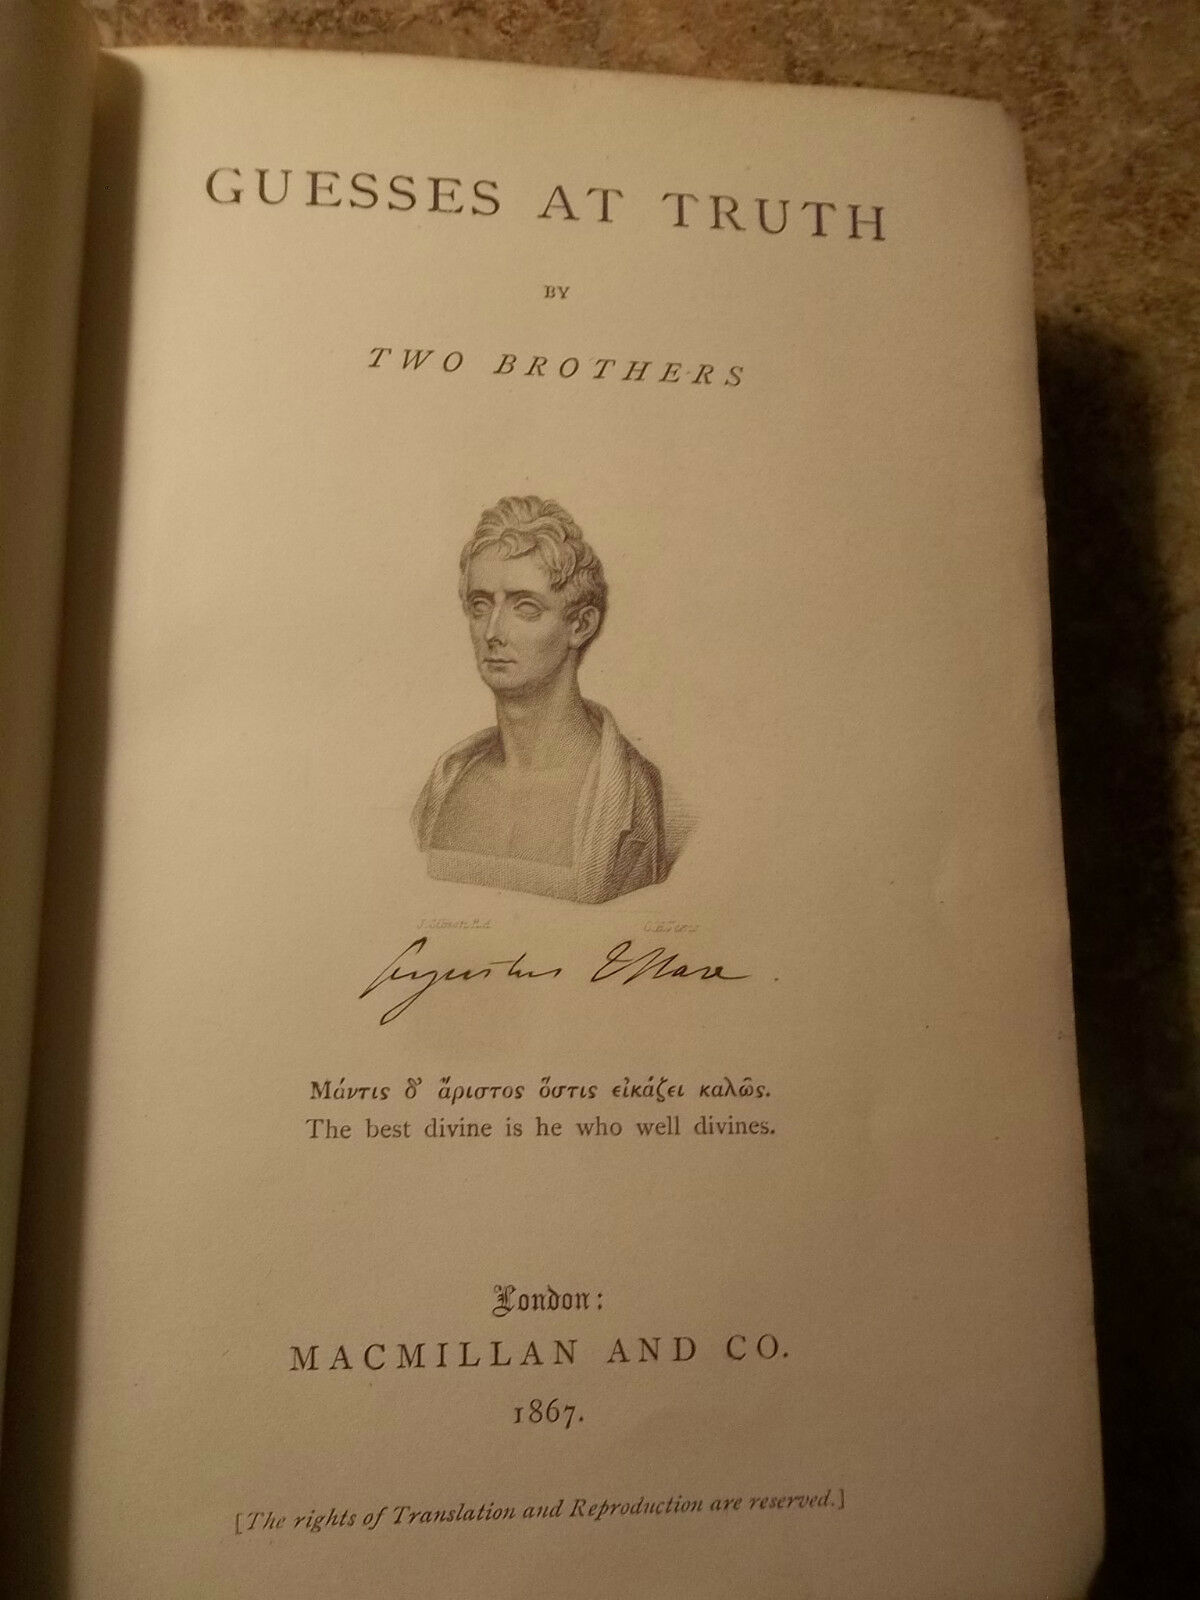 GUESSES AT TRUTH
BY
TWO BROTHERS
J. Gibson R.A.
Augustus W Hare.
Μάντις δ' ἄριστος ὅστις εἰκάζει καλῶς.
The best divine is he who well divines.
London:
MACMILLAN AND CO.
1867.
[The rights of Translation and Reproduction are reserved.]